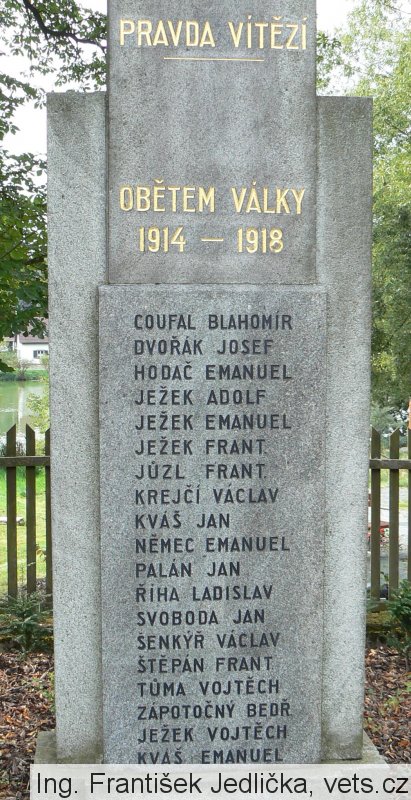 PRAVDA VÍTĚZÍ
OBĚTEM VÁLKY
1914 — 1918
COUFAL BLAHOMÍR
DVOŘÁK JOSEF
HODAČ EMANUEL
JEŽEK ADOLF
JEŽEK EMANUEL
JEŽEK FRANT.
JŮZL FRANT.
KREJČÍ VÁCLAV
KVÁŠ JAN
NĚMEC EMANUEL
PALÁN JAN
ŘÍHA LADISLAV
SVOBODA JAN
ŠENKÝŘ VÁCLAV
ŠTĚPÁN FRANT
TŮMA VOJTĚCH
ZÁPOTOČNÝ BEDŘ.
JEŽEK VOJTĚCH
KVÁŠ EMANUEL
Ing. František Jedlička, vets.cz